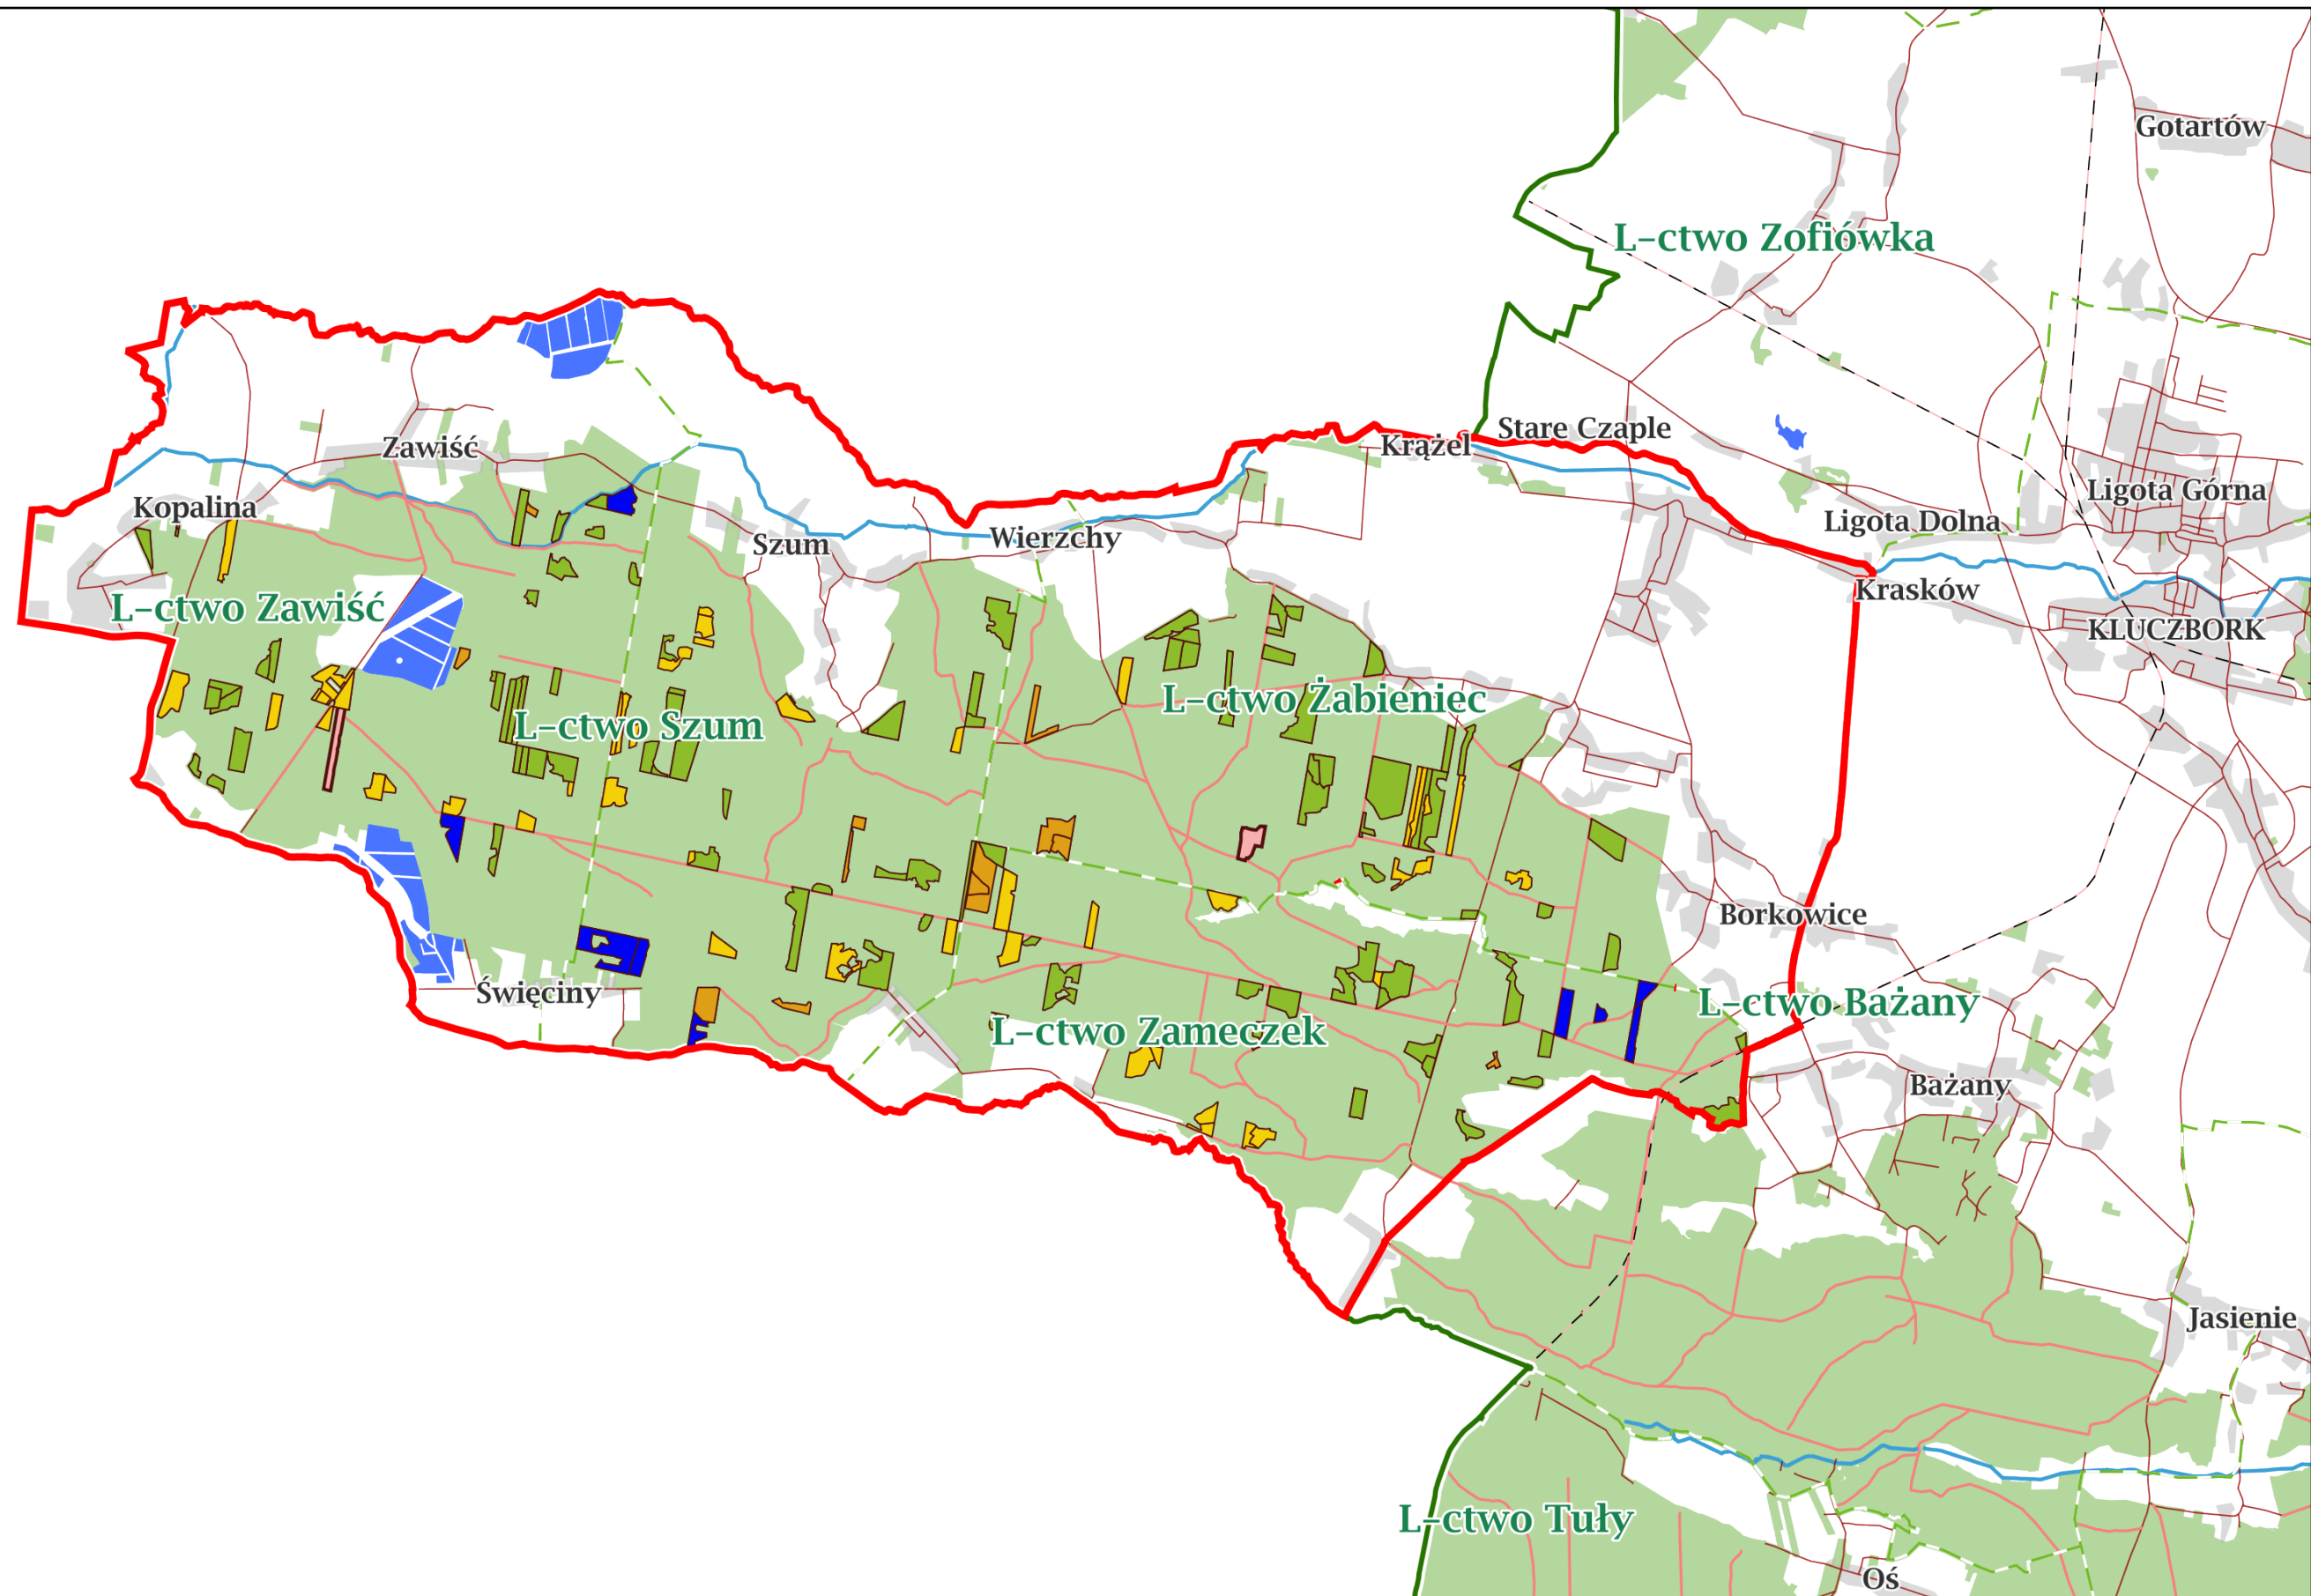 Gotartów
L-ctwo Zofiówka
Stare Czaple
Krążel
Zawiść
Ligota Górna
Kopalina
Ligota Dolna
Wierzchy
Szum
Krasków
L-ctwo Zawiść
KLUCZBORK
L-ctwo Żabieniec
L-ctwo Szum
Borkowice
Święciny
L-ctwo Bażany
L-ctwo Zameczek
Bażany
Jasienie
L-ctwo Tuły
Oś